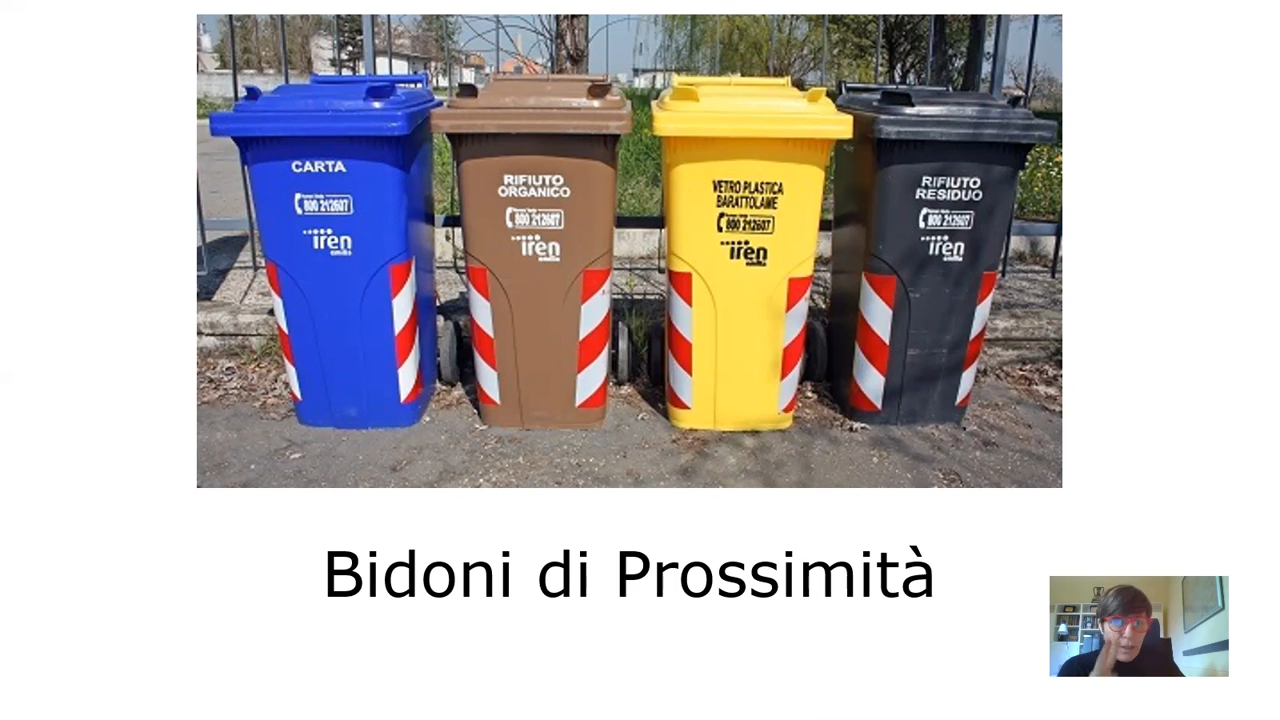 CARTA
800 212607
iren
emilia
RIFIUTO
ORGANICO
800 212607
iren
emilia
VETRO PLASTICA
BARATTOLAME
800 212607
iren
emilia
RIFIUTO
RESIDUO
800 212607
iren
emilia
Bidoni di Prossimità